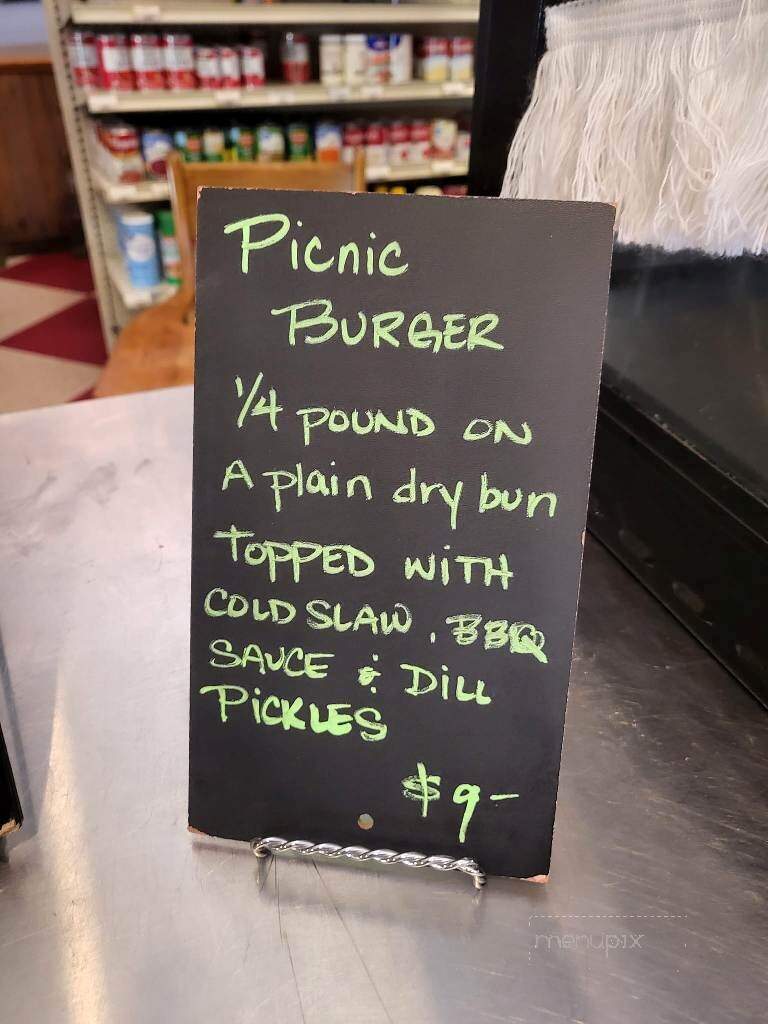 Picnic
BURGER
1/4 POUND ON
A plain dry bun
TOPPED WITH
COLD SLAW, BBQ
SAUCE & DILL
PICKLES
$9-
menupix